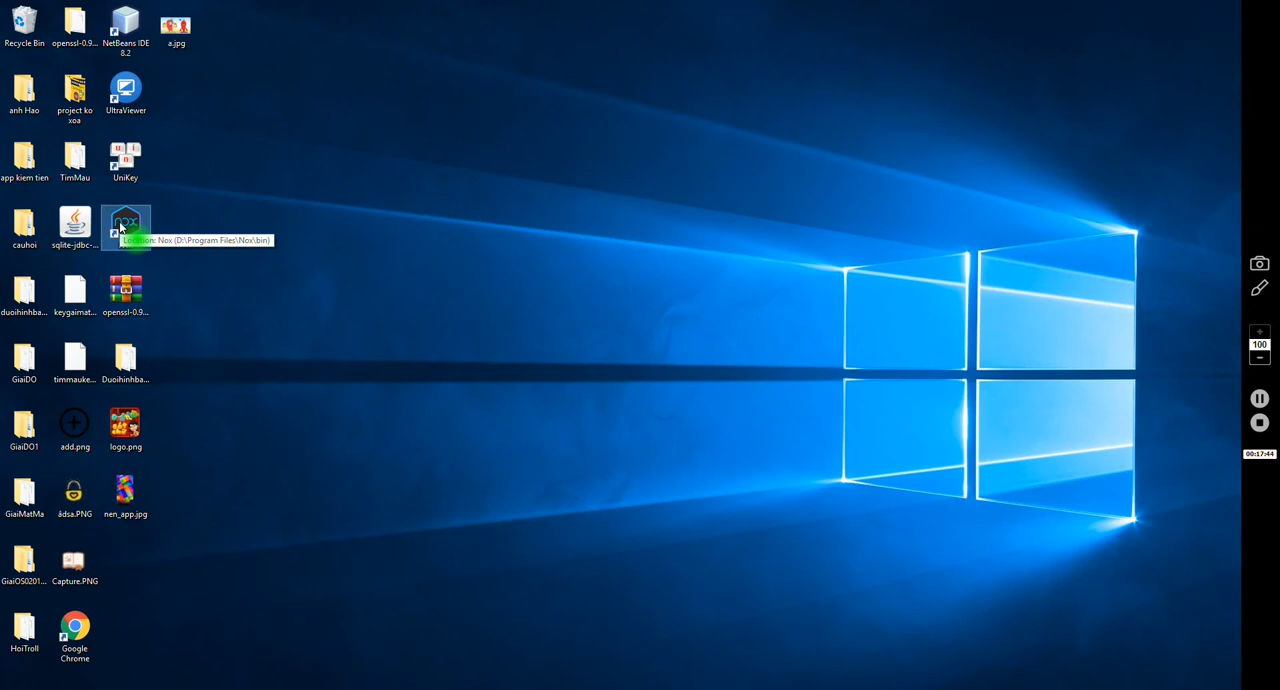 Recycle Bin
openssl-0.9...
NetBeans IDE
8.2
a.jpg
anh Hao
project ko
xoa
UltraViewer
app kiem tien
TimMau
u i
n
UniKey
cauhoi
sqlite-jdbc-...
nox
Location: Nox (D:\Program Files\Nox\bin)
duoihinhba...
keygaimat...
openssl-0.9...
GiaiDO
timmauke...
Duoihinhba...
GiaiDO1
add.png
logo.png
GiaiMatMa
âdsa.PNG
nen_app.jpg
GiaiOS0201...
Capture.PNG
HoiTroll
Google
Chrome
+
100
-
00:17:44